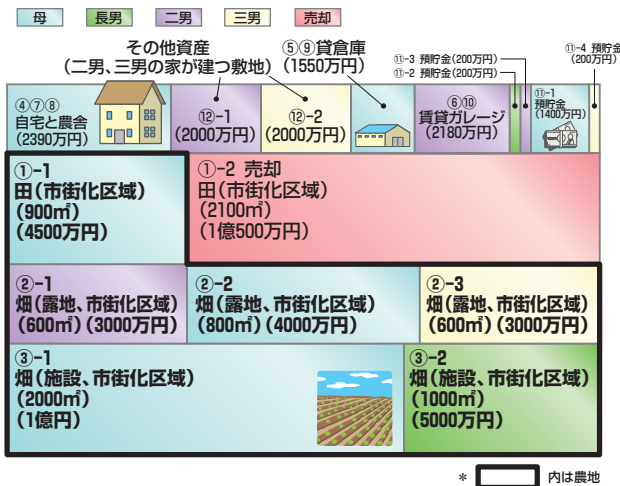 母 長男 二男 三男 売却
その他資産
(二男、三男の家が建つ敷地)
⑤⑨貸倉庫
(1550万円)
⑪-3 預貯金(200万円)
⑪-2 預貯金(200万円)
⑪-4 預貯金
(200万円)
④⑦⑧
自宅と農舎
(2390万円)
⑫-1
(2000万円)
⑫-2
(2000万円)
⑥⑩
賃貸ガレージ
(2180万円)
⑪-1
預貯金
(1400万円)
①-1
田(市街化区域)
(900㎡)
(4500万円)
①-2 売却
田(市街化区域)
(2100㎡)
(1億500万円)
②-1
畑(露地、市街化区域)
(600㎡)(3000万円)
②-2
畑(露地、市街化区域)
(800㎡)(4000万円)
②-3
畑(露地、市街化区域)
(600㎡)(3000万円)
③-1
畑(施設、市街化区域)
(2000㎡)
(1億円)
③-2
畑(施設、市街化区域)
(1000㎡)
(5000万円)
* 内は農地